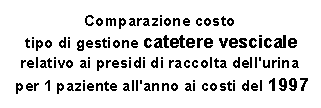 Comparazione costo
tipo di gestione catetere vescicale
relativo ai presidi di raccolta dell'urina
per 1 paziente all'anno ai costi del 1997